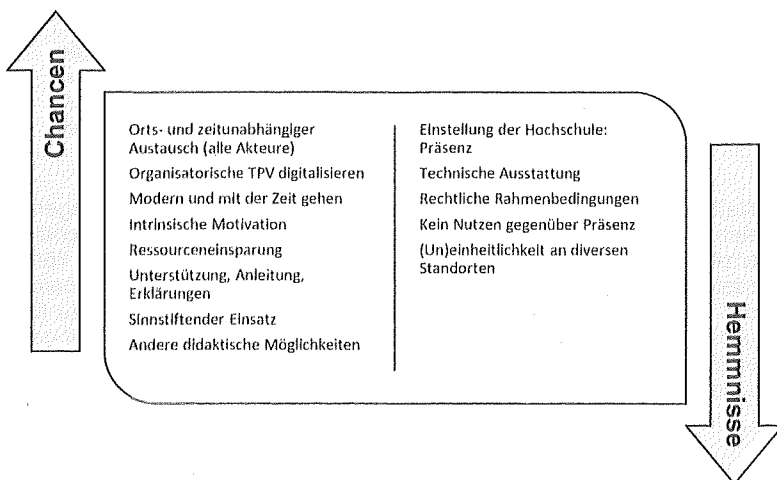 Chancen
Orts- und zeitunabhängiger
Austausch (alle Akteure)
Organisatorische TPV digitalisieren
Modern und mit der Zeit gehen
Intrinsische Motivation
Ressourceneinsparung
Unterstützung, Anleitung,
Erklärungen
Sinnstiftender Einsatz
Andere didaktische Möglichkeiten
Einstellung der Hochschule:
Präsenz
Technische Ausstattung
Rechtliche Rahmenbedingungen
Kein Nutzen gegenüber Präsenz
(Un)einheitlichkeit an diversen
Standorten
Hemmnisse